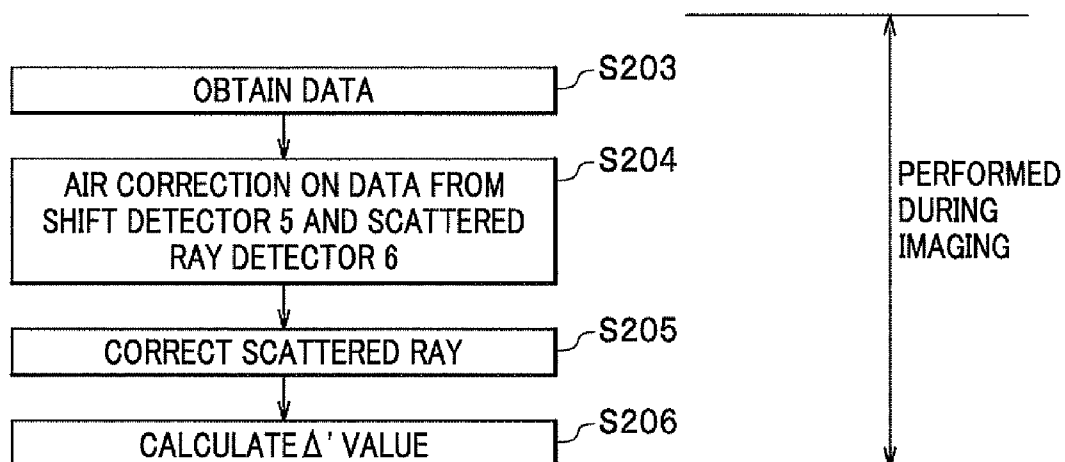 OBTAIN DATA
S203
AIR CORRECTION ON DATA FROM
SHIFT DETECTOR 5 AND SCATTERED
RAY DETECTOR 6
S204
CORRECT SCATTERED RAY
S205
CALCULATE Δ' VALUE
S206
PERFORMED
DURING
IMAGING